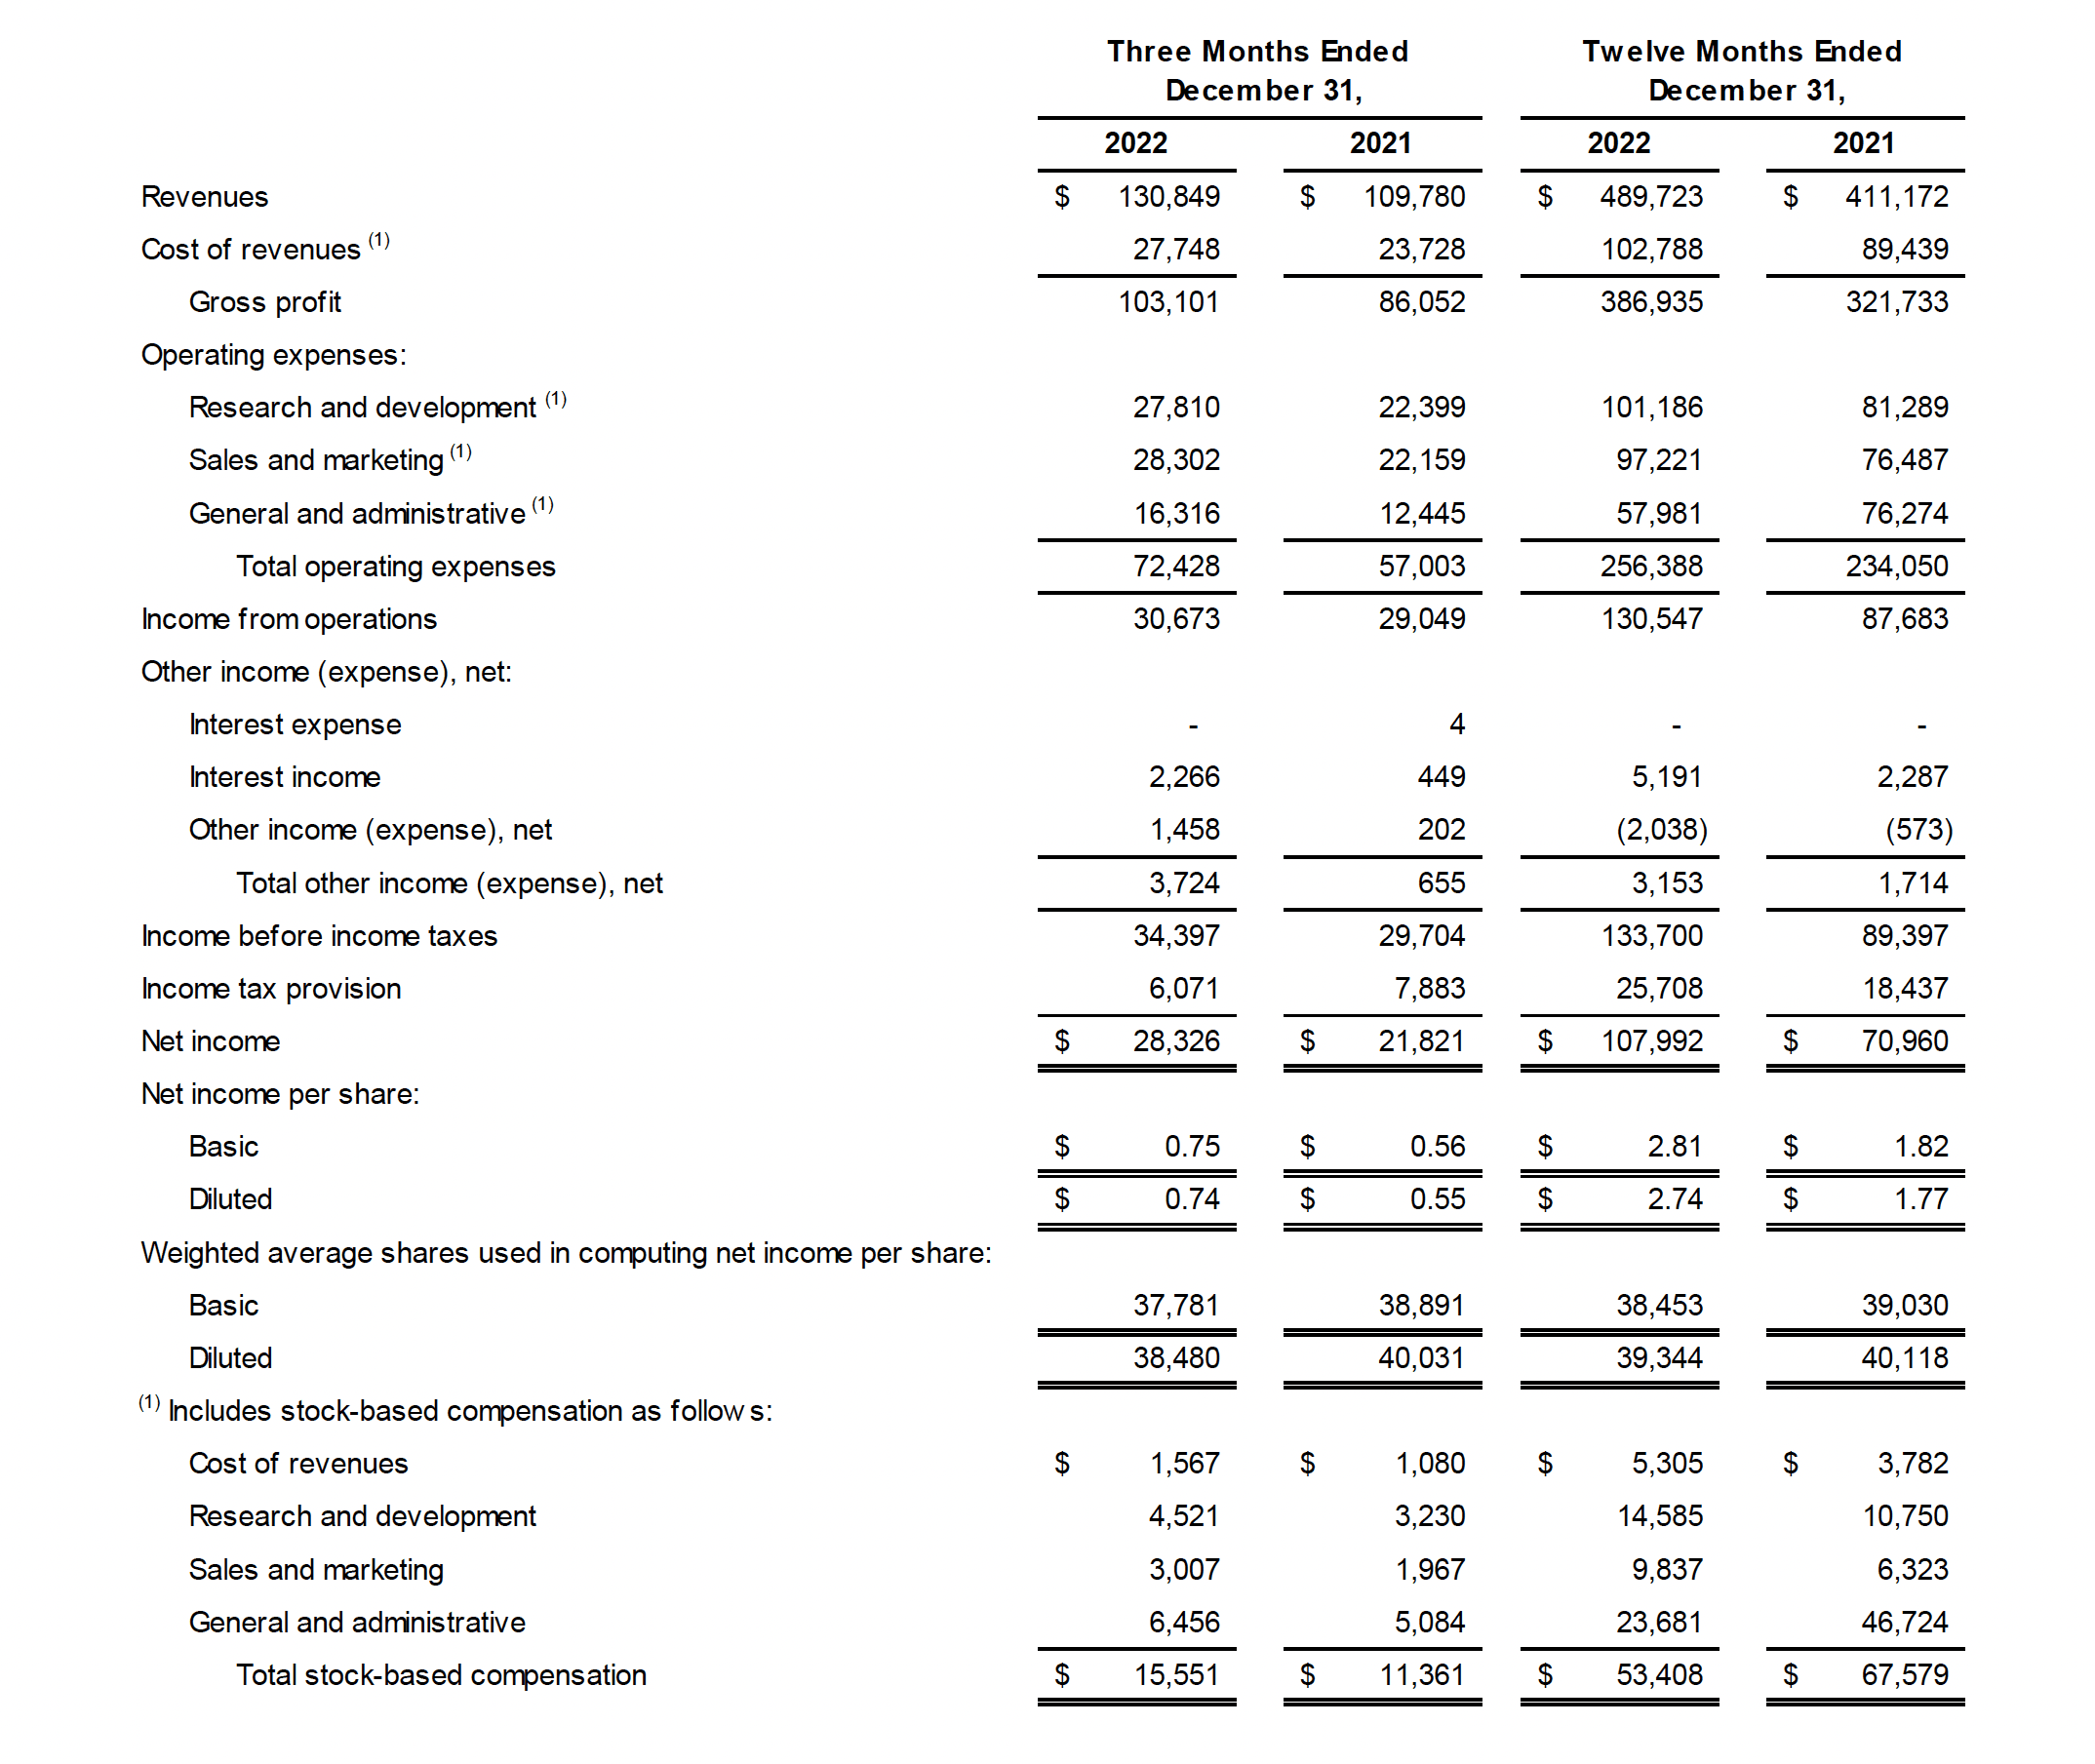 Three Months Ended Twelve Months Ended
December 31, December 31,
2022 2021 2022 2021
Revenues $ 130,849 $ 109,780 $ 489,723 $ 411,172
Cost of revenues (1) 27,748 23,728 102,788 89,439
Gross profit 103,101 86,052 386,935 321,733
Operating expenses:
Research and development (1) 27,810 22,399 101,186 81,289
Sales and marketing (1) 28,302 22,159 97,221 76,487
General and administrative (1) 16,316 12,445 57,981 76,274
Total operating expenses 72,428 57,003 256,388 234,050
Income from operations 30,673 29,049 130,547 87,683
Other income (expense), net:
Interest expense - 4 - -
Interest income 2,266 449 5,191 2,287
Other income (expense), net 1,458 202 (2,038) (573)
Total other income (expense), net 3,724 655 3,153 1,714
Income before income taxes 34,397 29,704 133,700 89,397
Income tax provision 6,071 7,883 25,708 18,437
Net income $ 28,326 $ 21,821 $ 107,992 $ 70,960
Net income per share:
Basic $ 0.75 $ 0.56 $ 2.81 $ 1.82
Diluted $ 0.74 $ 0.55 $ 2.74 $ 1.77
Weighted average shares used in computing net income per share:
Basic 37,781 38,891 38,453 39,030
Diluted 38,480 40,031 39,344 40,118
(1) Includes stock-based compensation as follows:
Cost of revenues $ 1,567 $ 1,080 $ 5,305 $ 3,782
Research and development 4,521 3,230 14,585 10,750
Sales and marketing 3,007 1,967 9,837 6,323
General and administrative 6,456 5,084 23,681 46,724
Total stock-based compensation $ 15,551 $ 11,361 $ 53,408 $ 67,579